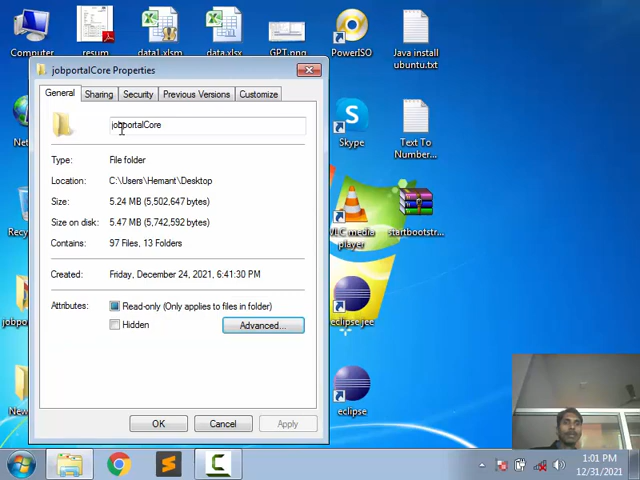 Computer
resum
data1.xlsm
data.xlsx
GPT.png
PowerISO
Java install
ubuntu.txt
jobportalCore Properties
General
Sharing
Security
Previous Versions
Customize
jobportalCore
Type:
File folder
Location:
C:\Users\Hemant\Desktop
Size:
5.24 MB (5,502,647 bytes)
Size on disk:
5.47 MB (5,742,592 bytes)
Contains:
97 Files, 13 Folders
Created:
Friday, December 24, 2021, 6:41:30 PM
Attributes:
Read-only (Only applies to files in folder)
Hidden
Advanced...
OK
Cancel
Apply
Skype
Text To
Number...
VLC media
player
startbootstr...
eclipse jee
eclipse
1:01 PM
12/31/2021